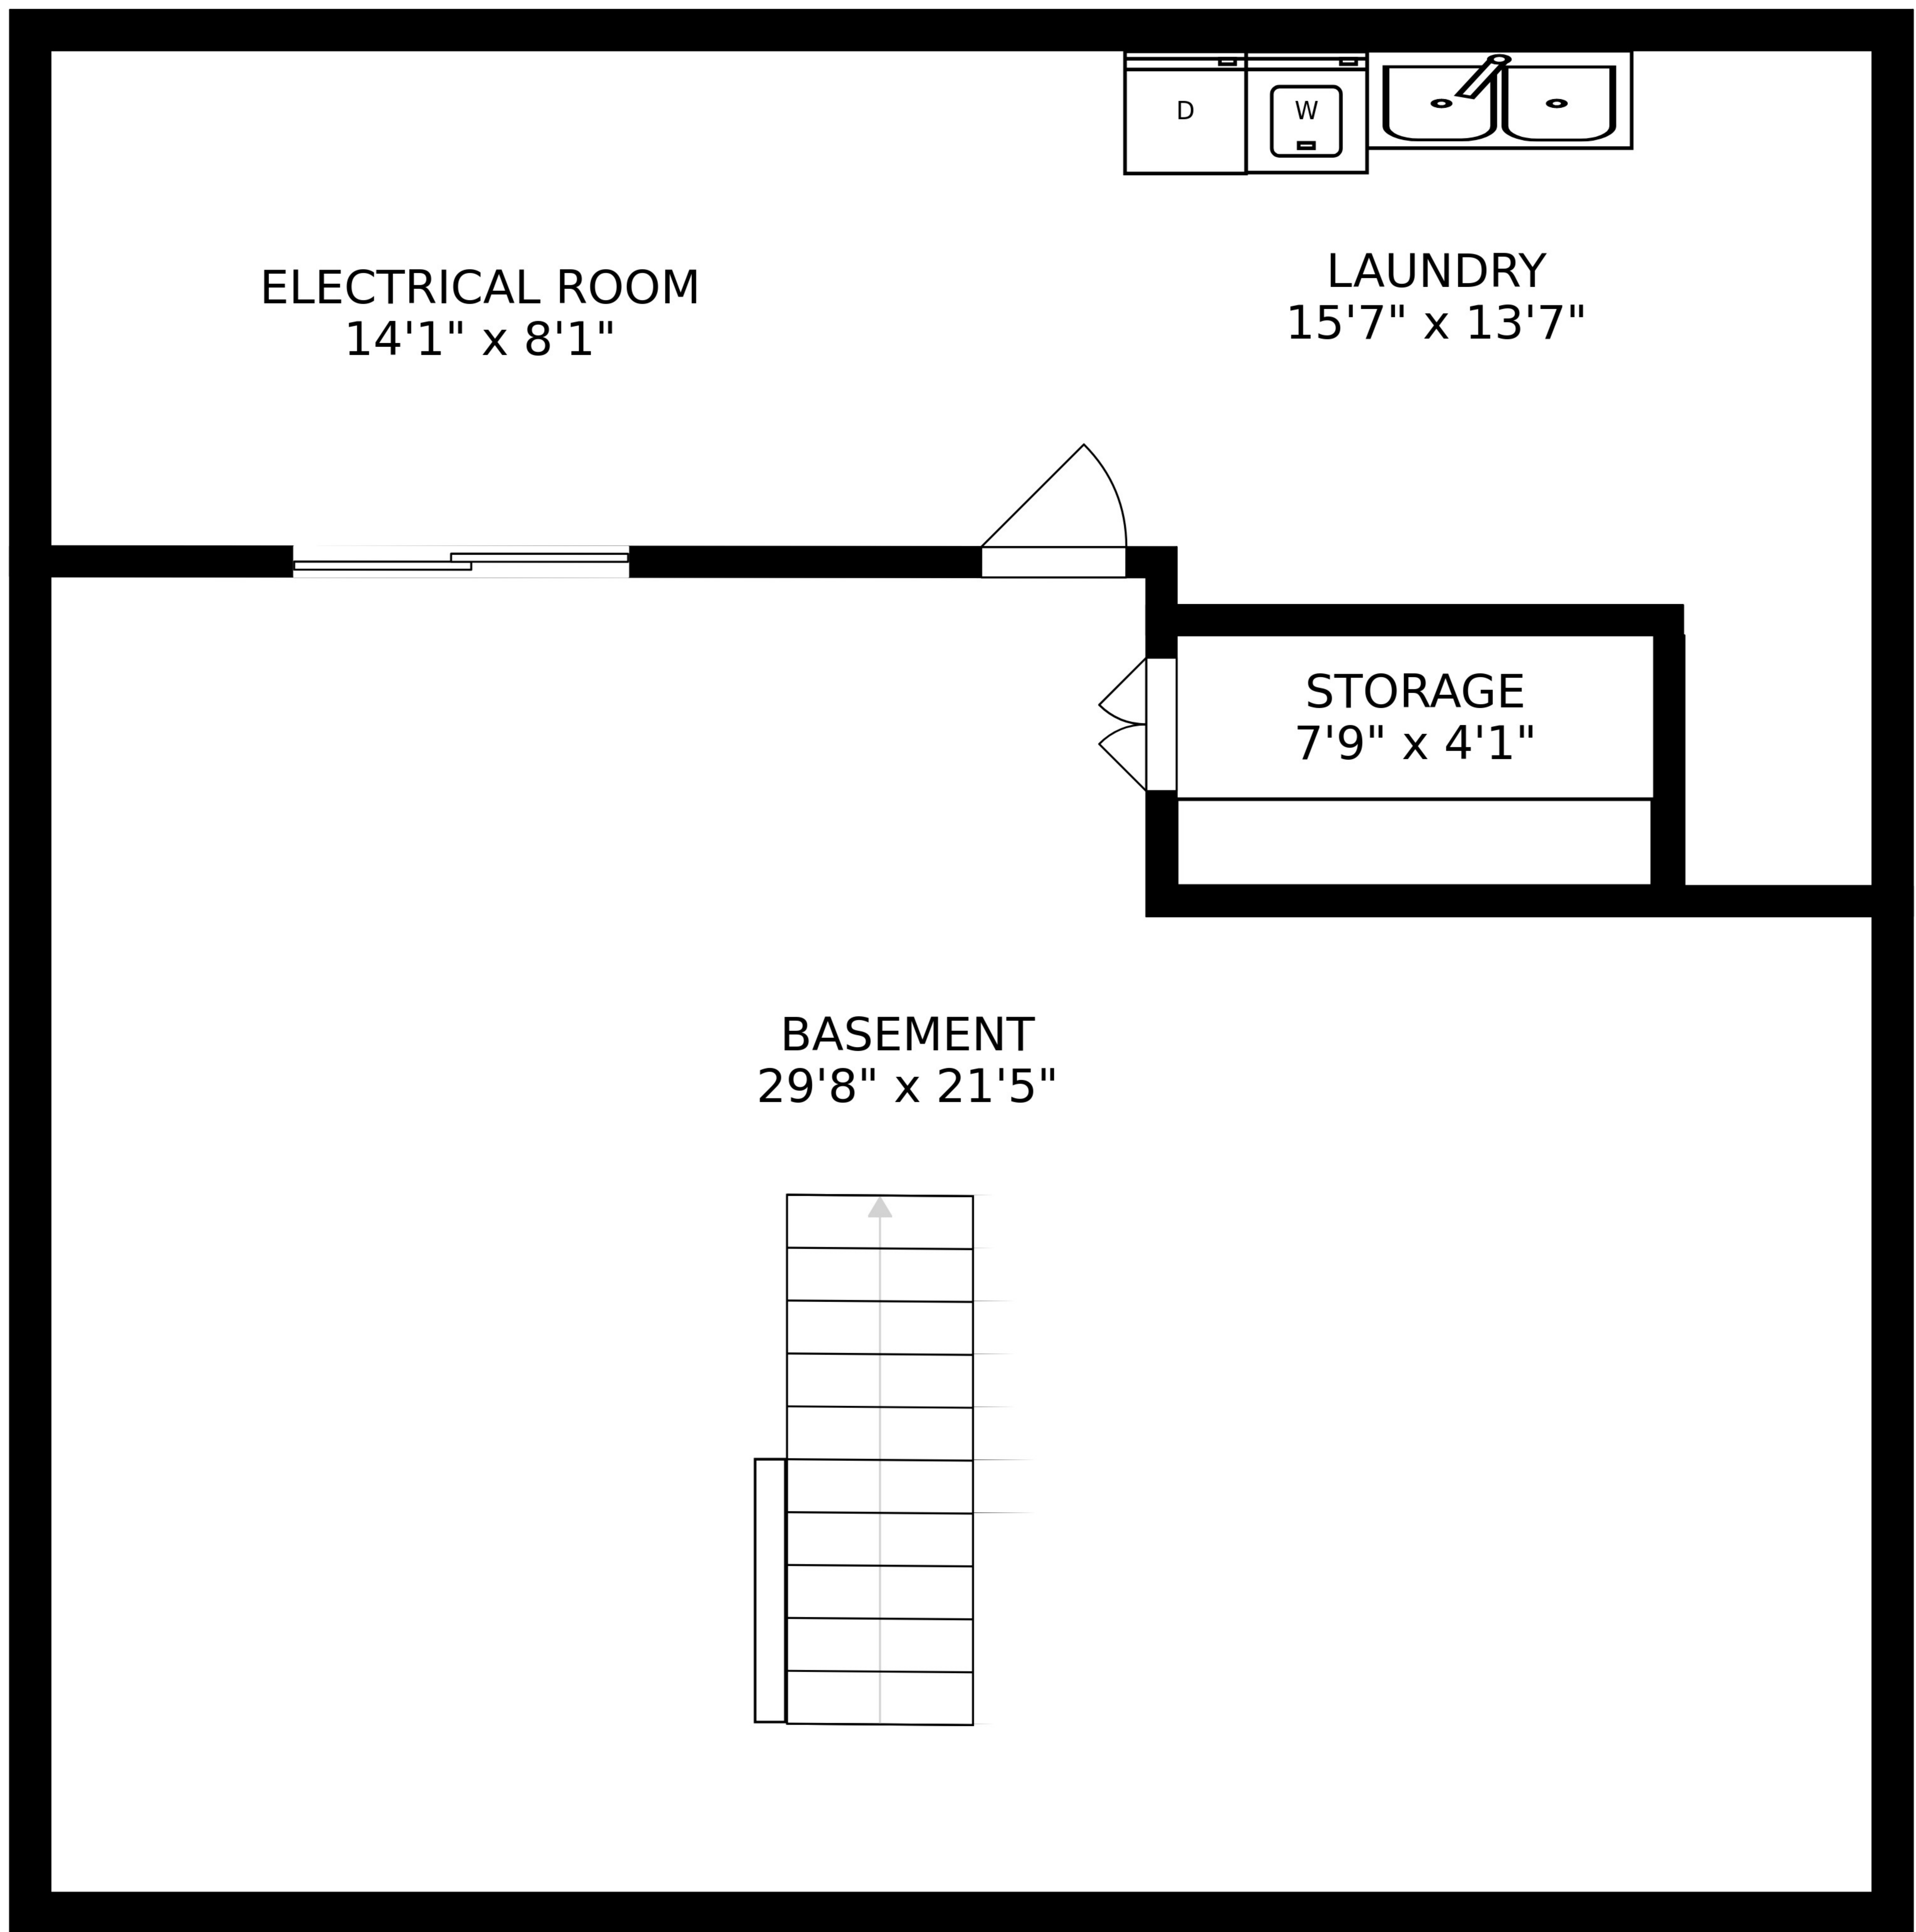 D
W
ELECTRICAL ROOM
14'1" x 8'1"
LAUNDRY
15'7" x 13'7"
STORAGE
7'9" x 4'1"
BASEMENT
29'8" x 21'5"